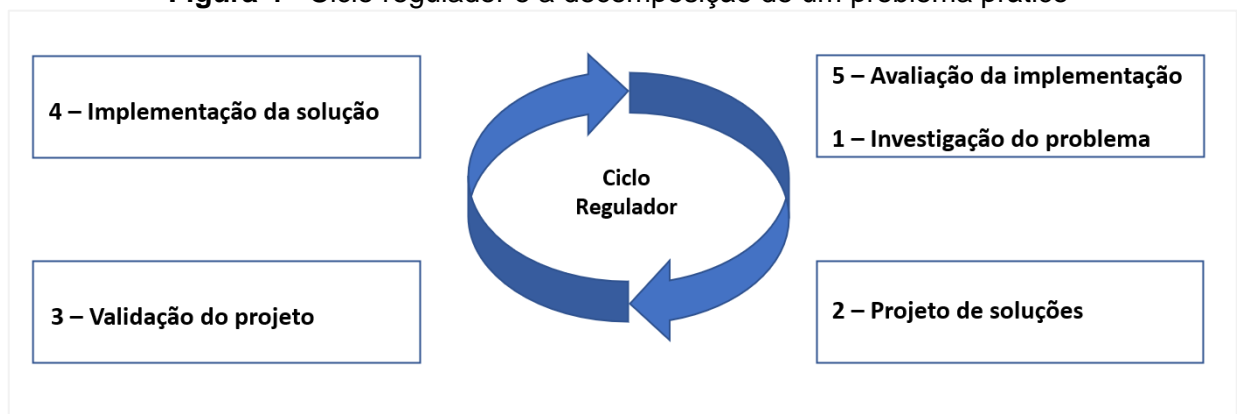 4 – Implementação da solução
5 – Avaliação da implementação
1 – Investigação do problema
Ciclo
Regulador
3 – Validação do projeto
2 – Projeto de soluções